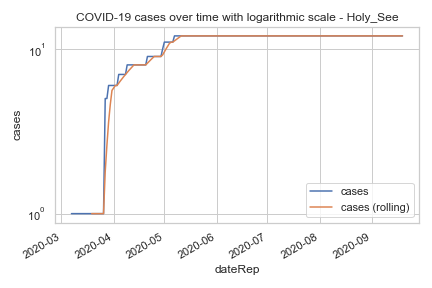 COVID-19 cases over time with logarithmic scale - Holy_See
10¹
10⁰
cases
cases
cases (rolling)
2020-03
2020-04
2020-05
2020-06
2020-07
2020-08
2020-09
dateRep